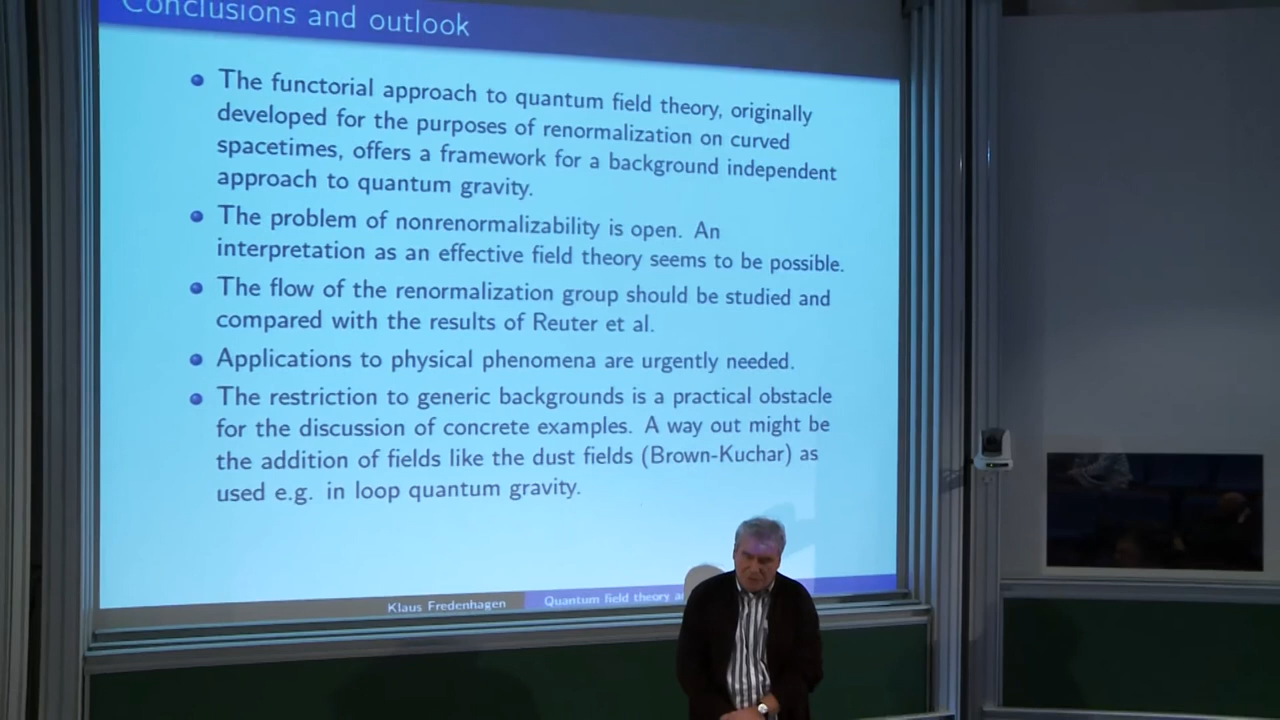 Conclusions and outlook
The functorial approach to quantum field theory, originally
developed for the purposes of renormalization on curved
spacetimes, offers a framework for a background independent
approach to quantum gravity.
The problem of nonrenormalizability is open. An
interpretation as an effective field theory seems to be possible.
The flow of the renormalization group should be studied and
compared with the results of Reuter et al.
Applications to physical phenomena are urgently needed.
The restriction to generic backgrounds is a practical obstacle
for the discussion of concrete examples. A way out might be
the addition of fields like the dust fields (Brown-Kuchar) as
used e.g. in loop quantum gravity.
Klaus Fredenhagen
Quantum field theory